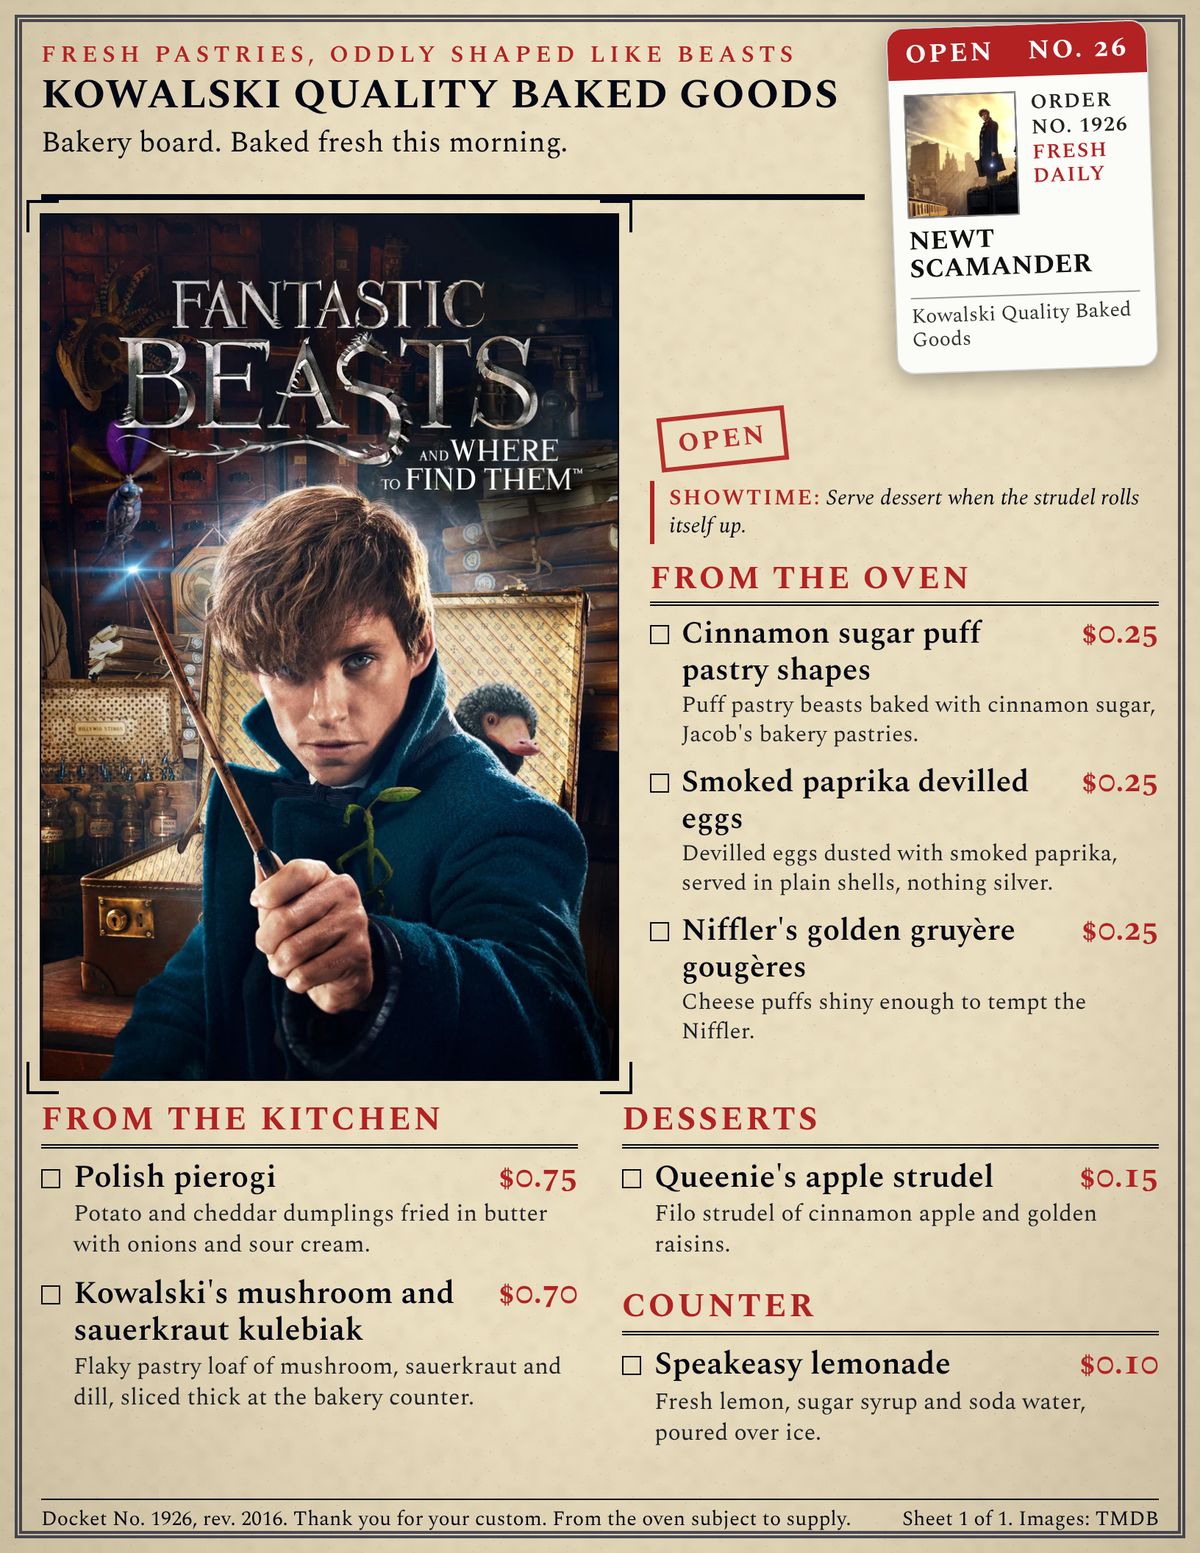 FRESH PASTRIES, ODDLY SHAPED LIKE BEASTS
KOWALSKI QUALITY BAKED GOODS
Bakery board. Baked fresh this morning.
OPEN NO. 26
ORDER
NO. 1926
FRESH
DAILY
NEWT
SCAMANDER
Kowalski Quality Baked
Goods
FANTASTIC
BEASTS
AND WHERE
TO FIND THEM™
BILLYWIG STINGS
OPEN
SHOWTIME: Serve dessert when the strudel rolls
itself up.
FROM THE OVEN
Cinnamon sugar puff $0.25
pastry shapes
Puff pastry beasts baked with cinnamon sugar,
Jacob's bakery pastries.
Smoked paprika devilled $0.25
eggs
Devilled eggs dusted with smoked paprika,
served in plain shells, nothing silver.
Niffler's golden gruyère $0.25
gougères
Cheese puffs shiny enough to tempt the
Niffler.
FROM THE KITCHEN
Polish pierogi $0.75
Potato and cheddar dumplings fried in butter
with onions and sour cream.
Kowalski's mushroom and $0.70
sauerkraut kulebiak
Flaky pastry loaf of mushroom, sauerkraut and
dill, sliced thick at the bakery counter.
DESSERTS
Queenie's apple strudel $0.15
Filo strudel of cinnamon apple and golden
raisins.
COUNTER
Speakeasy lemonade $0.10
Fresh lemon, sugar syrup and soda water,
poured over ice.
Docket No. 1926, rev. 2016. Thank you for your custom. From the oven subject to supply. Sheet 1 of 1. Images: TMDB